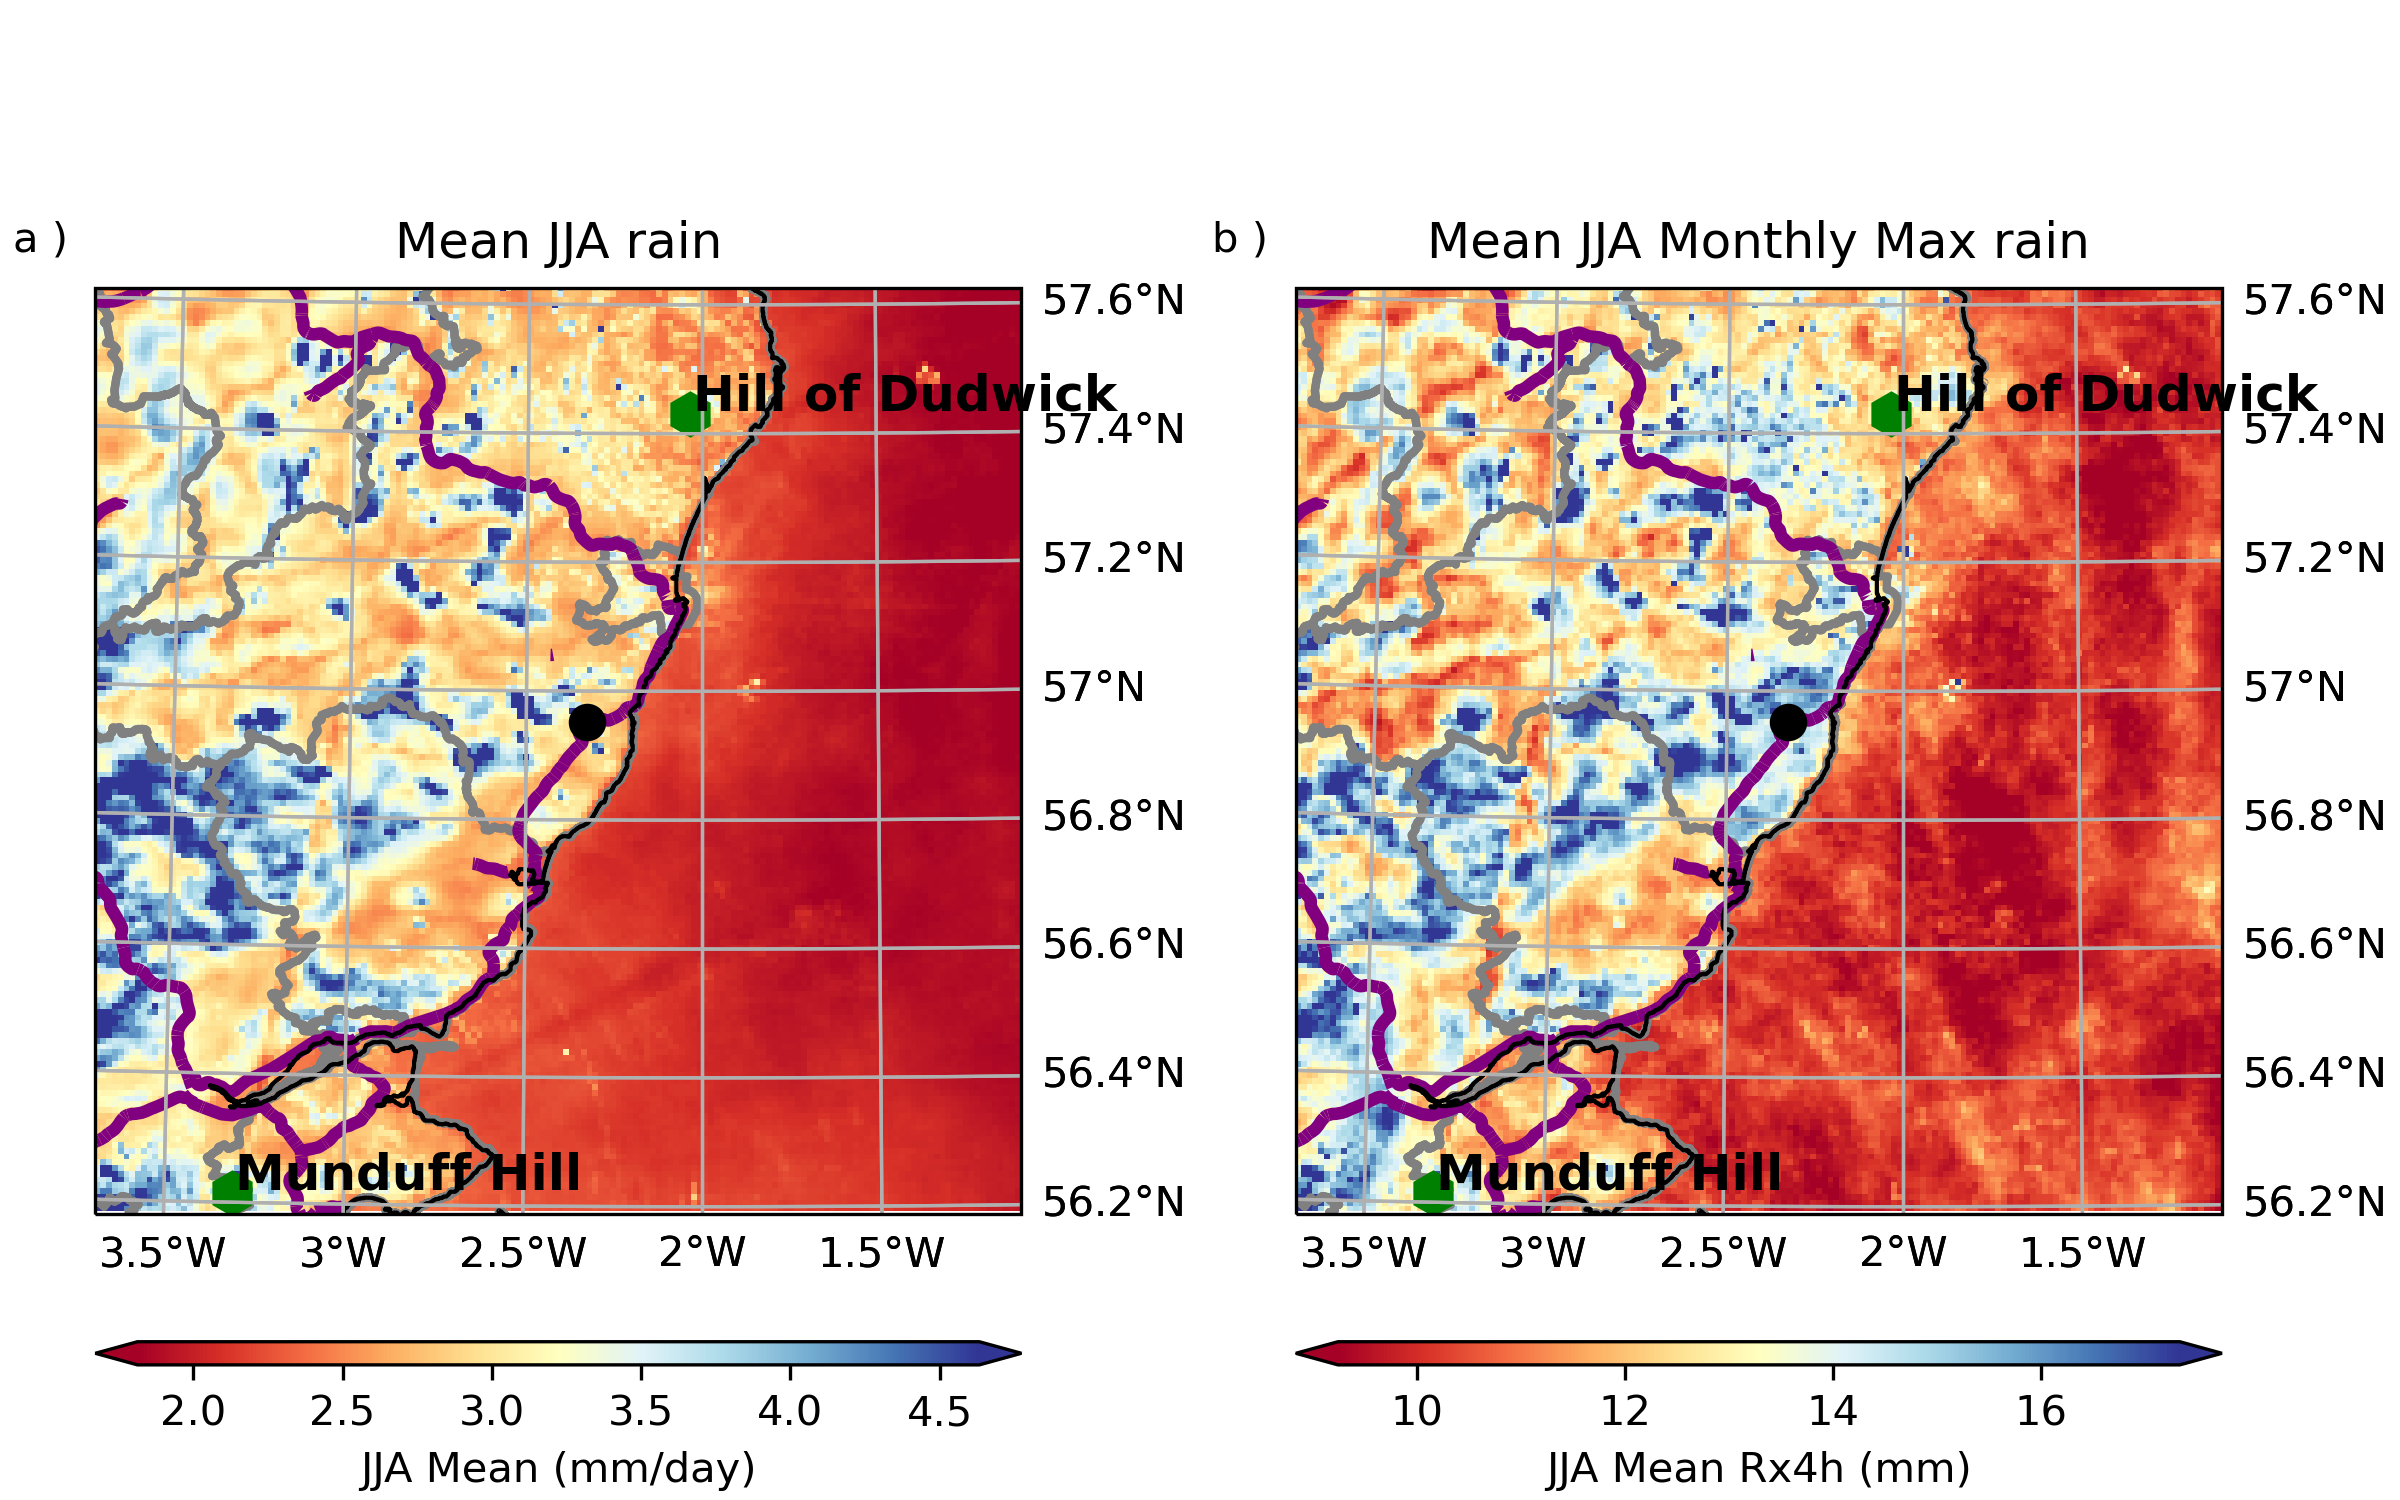 a )
Mean JJA rain
b )
Mean JJA Monthly Max rain
57.6°N
57.4°N
57.2°N
57°N
56.8°N
56.6°N
56.4°N
56.2°N
Hill of Dudwick
Munduff Hill
3.5°W 3°W 2.5°W 2°W 1.5°W
2.0 2.5 3.0 3.5 4.0 4.5
JJA Mean (mm/day)
57.6°N
57.4°N
57.2°N
57°N
56.8°N
56.6°N
56.4°N
56.2°N
Hill of Dudwick
Munduff Hill
3.5°W 3°W 2.5°W 2°W 1.5°W
10 12 14 16
JJA Mean Rx4h (mm)